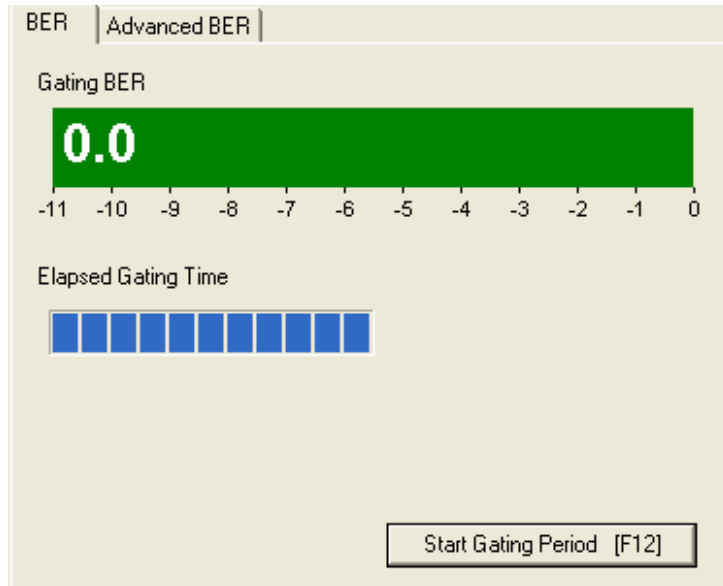 BER Advanced BER
Gating BER
0.0
-11 -10 -9 -8 -7 -6 -5 -4 -3 -2 -1 0
Elapsed Gating Time
Start Gating Period [F12]